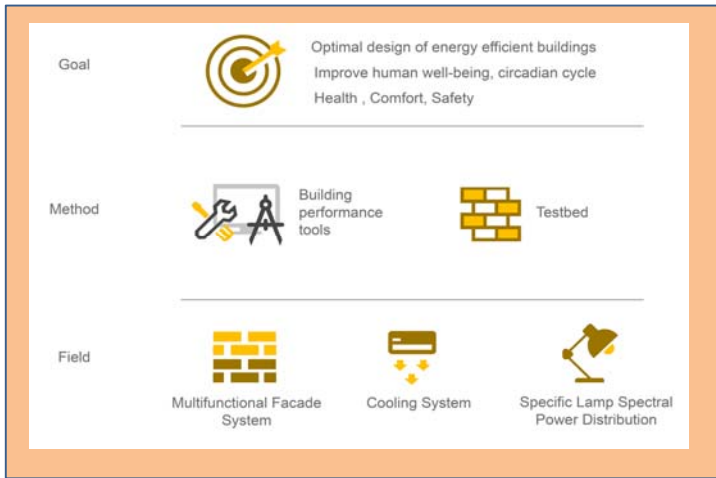 Goal
Optimal design of energy efficient buildings
Improve human well-being, circadian cycle
Health , Comfort, Safety
Method
Building
performance
tools
Testbed
Field
Multifunctional Facade
System
Cooling System
Specific Lamp Spectral
Power Distribution